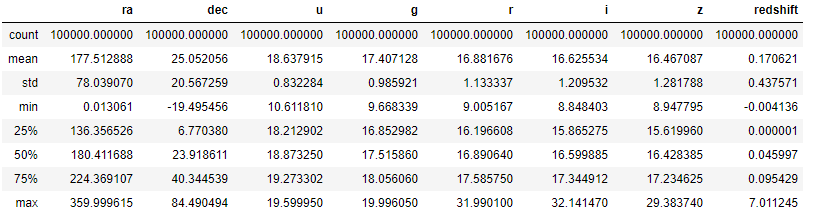 ra dec u g r i z redshift
count 100000.000000 100000.000000 100000.000000 100000.000000 100000.000000 100000.000000 100000.000000 100000.000000
mean 177.512888 25.052056 18.637915 17.407128 16.881676 16.625534 16.467087 0.170621
std 78.039070 20.567259 0.832284 0.985921 1.133337 1.209532 1.281788 0.437571
min 0.013061 -19.495456 10.611810 9.668339 9.005167 8.848403 8.947795 -0.004136
25% 136.356526 6.770380 18.212902 16.852982 16.196608 15.865275 15.619960 0.000001
50% 180.411688 23.918611 18.873250 17.515860 16.890640 16.599885 16.428385 0.045997
75% 224.369107 40.344539 19.273302 18.056060 17.585750 17.344912 17.234625 0.095429
max 359.999615 84.490494 19.599950 19.996050 31.990100 32.141470 29.383740 7.011245